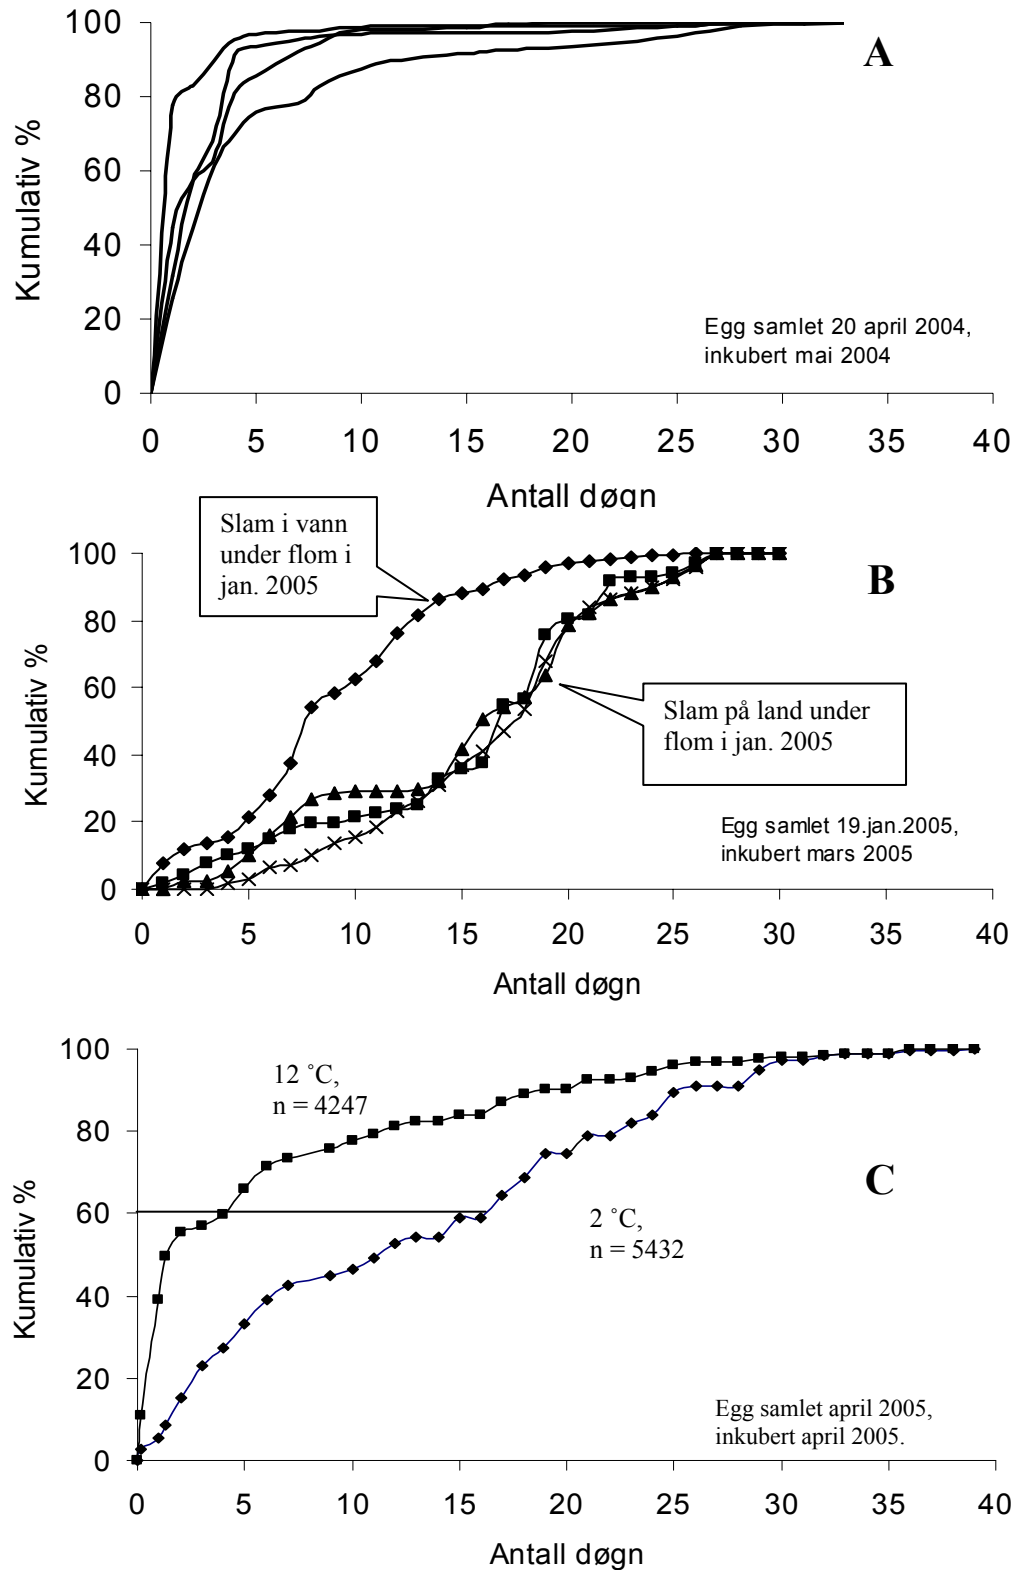 100
80
60
40
20
0
Kumulativ %
A
Egg samlet 20 april 2004,
inkubert mai 2004
0 5 10 15 20 25 30 35 40
Antall døgn
Slam i vann
under flom i
jan. 2005
100
80
60
40
20
0
Kumulativ %
B
Slam på land under
flom i jan. 2005
Egg samlet 19.jan.2005,
inkubert mars 2005
0 5 10 15 20 25 30 35 40
Antall døgn
100
80
60
40
20
0
Kumulativ %
12 ˚C,
n = 4247
C
2 ˚C,
n = 5432
Egg samlet april 2005,
inkubert april 2005.
0 5 10 15 20 25 30 35 40
Antall døgn